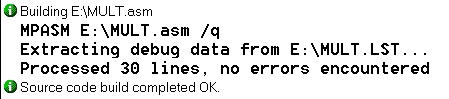 Building E:\MULT.asm
MPASM E:\MULT.asm /q
Extracting debug data from E:\MULT.LST...
Processed 30 lines, no errors encountered
Source code build completed OK.